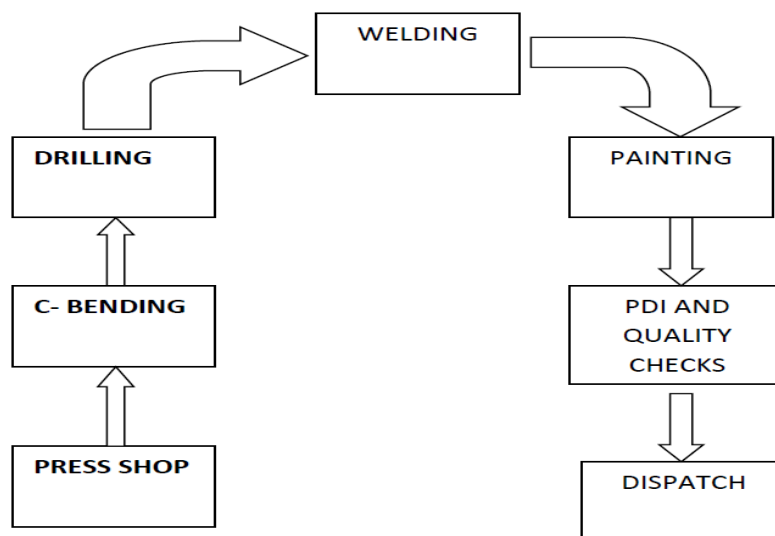 WELDING
DRILLING
PAINTING
C- BENDING
PDI AND
QUALITY
CHECKS
PRESS SHOP
DISPATCH